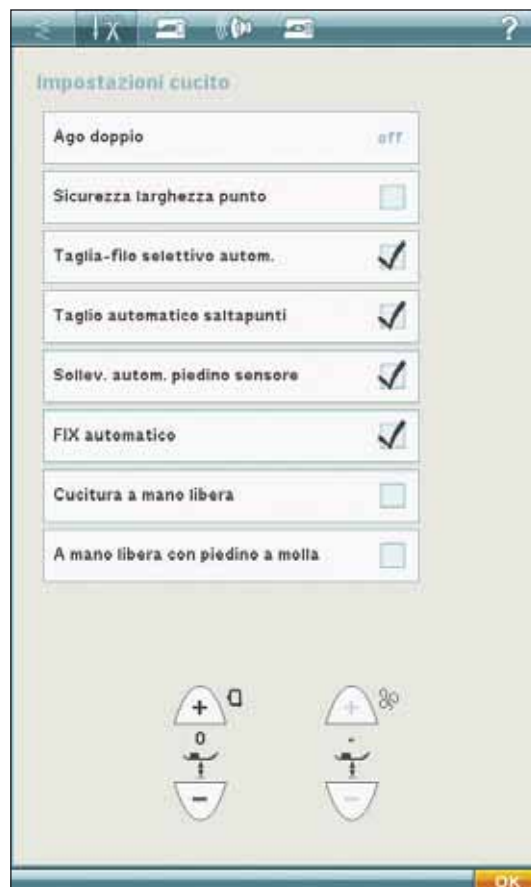 ?
Impostazioni cucito
Ago doppio off
Sicurezza larghezza punto
Taglia-filo selettivo autom.
Taglio automatico saltapunti
Sollev. autom. piedino sensore
FIX automatico
Cucitura a mano libera
A mano libera con piedino a molla
+ +
0 -
− −
OK